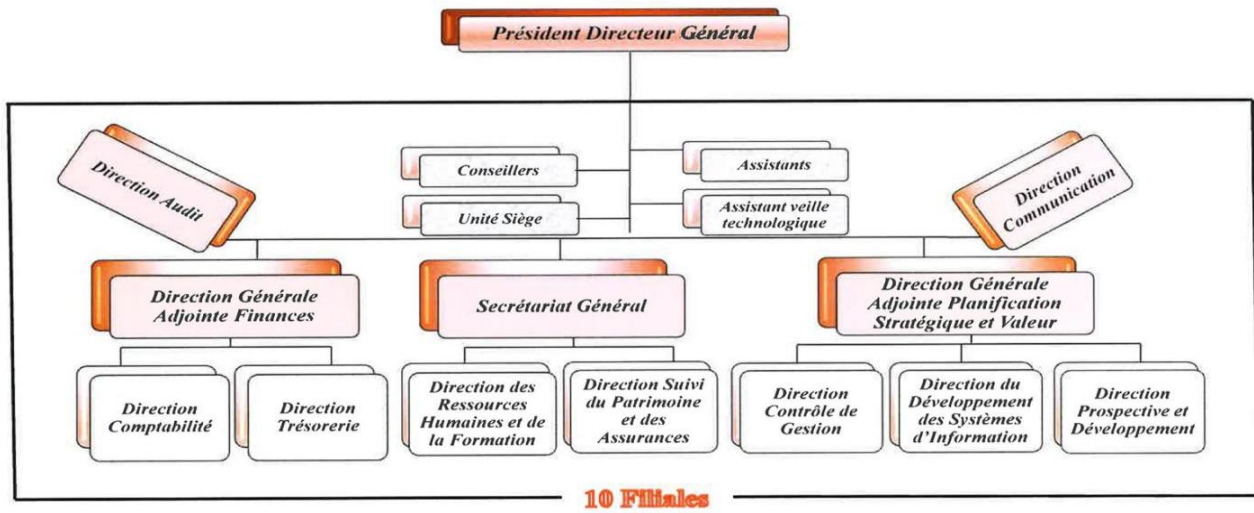 Président Directeur Général
Direction Audit
Conseillers
Assistants
Unité Siège
Assistant veille
technologique
Direction
Communication
Direction Générale
Adjointe Finances
Secrétariat Général
Direction Générale
Adjointe Planification
Stratégique et Valeur
Direction
Comptabilité
Direction
Trésorerie
Direction des
Ressources
Humaines et de
la Formation
Direction Suivi
du Patrimoine
et des
Assurances
Direction
Contrôle de
Gestion
Direction du
Développement
des Systèmes
d'Information
Direction
Prospective et
Développement
10 Filiales